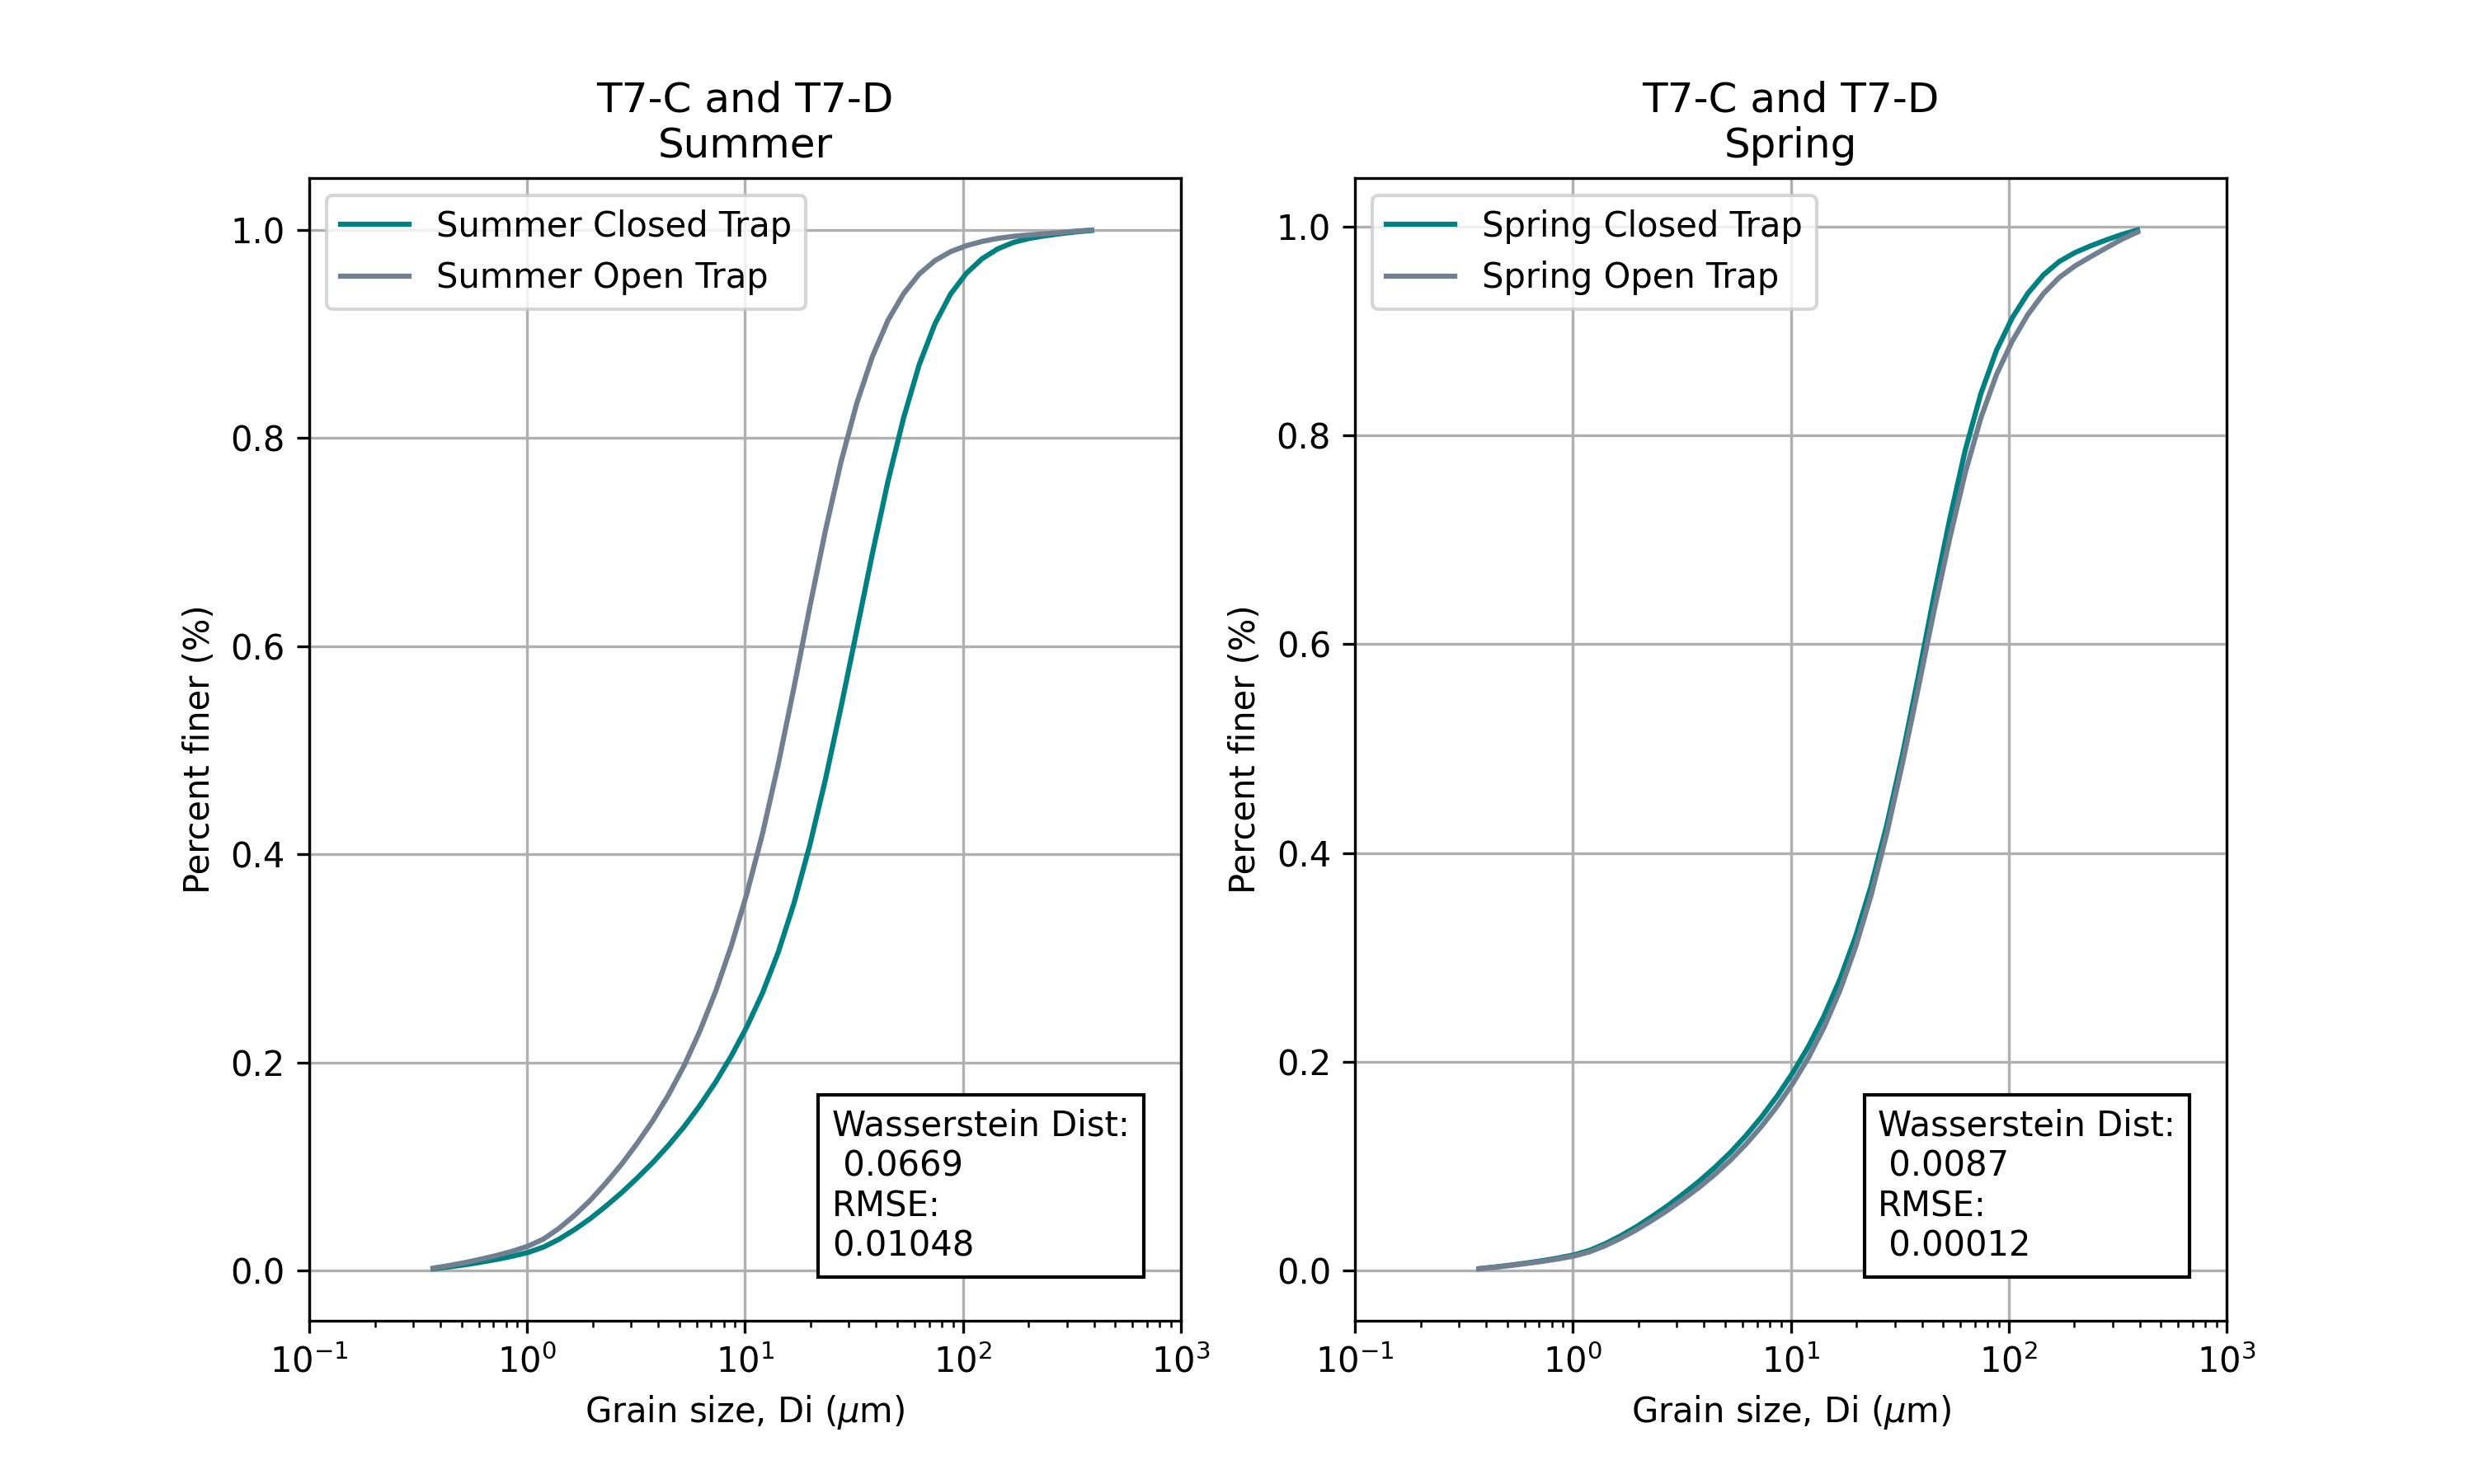 T7-C and T7-D
Summer
Summer Closed Trap
Summer Open Trap
1.0
0.8
0.6
0.4
0.2
0.0
Percent finer (%)
Wasserstein Dist:
0.0669
RMSE:
0.01048
10⁻¹ 10⁰ 10¹ 10² 10³
Grain size, Di (μm)
T7-C and T7-D
Spring
Spring Closed Trap
Spring Open Trap
1.0
0.8
0.6
0.4
0.2
0.0
Percent finer (%)
Wasserstein Dist:
0.0087
RMSE:
0.00012
10⁻¹ 10⁰ 10¹ 10² 10³
Grain size, Di (μm)